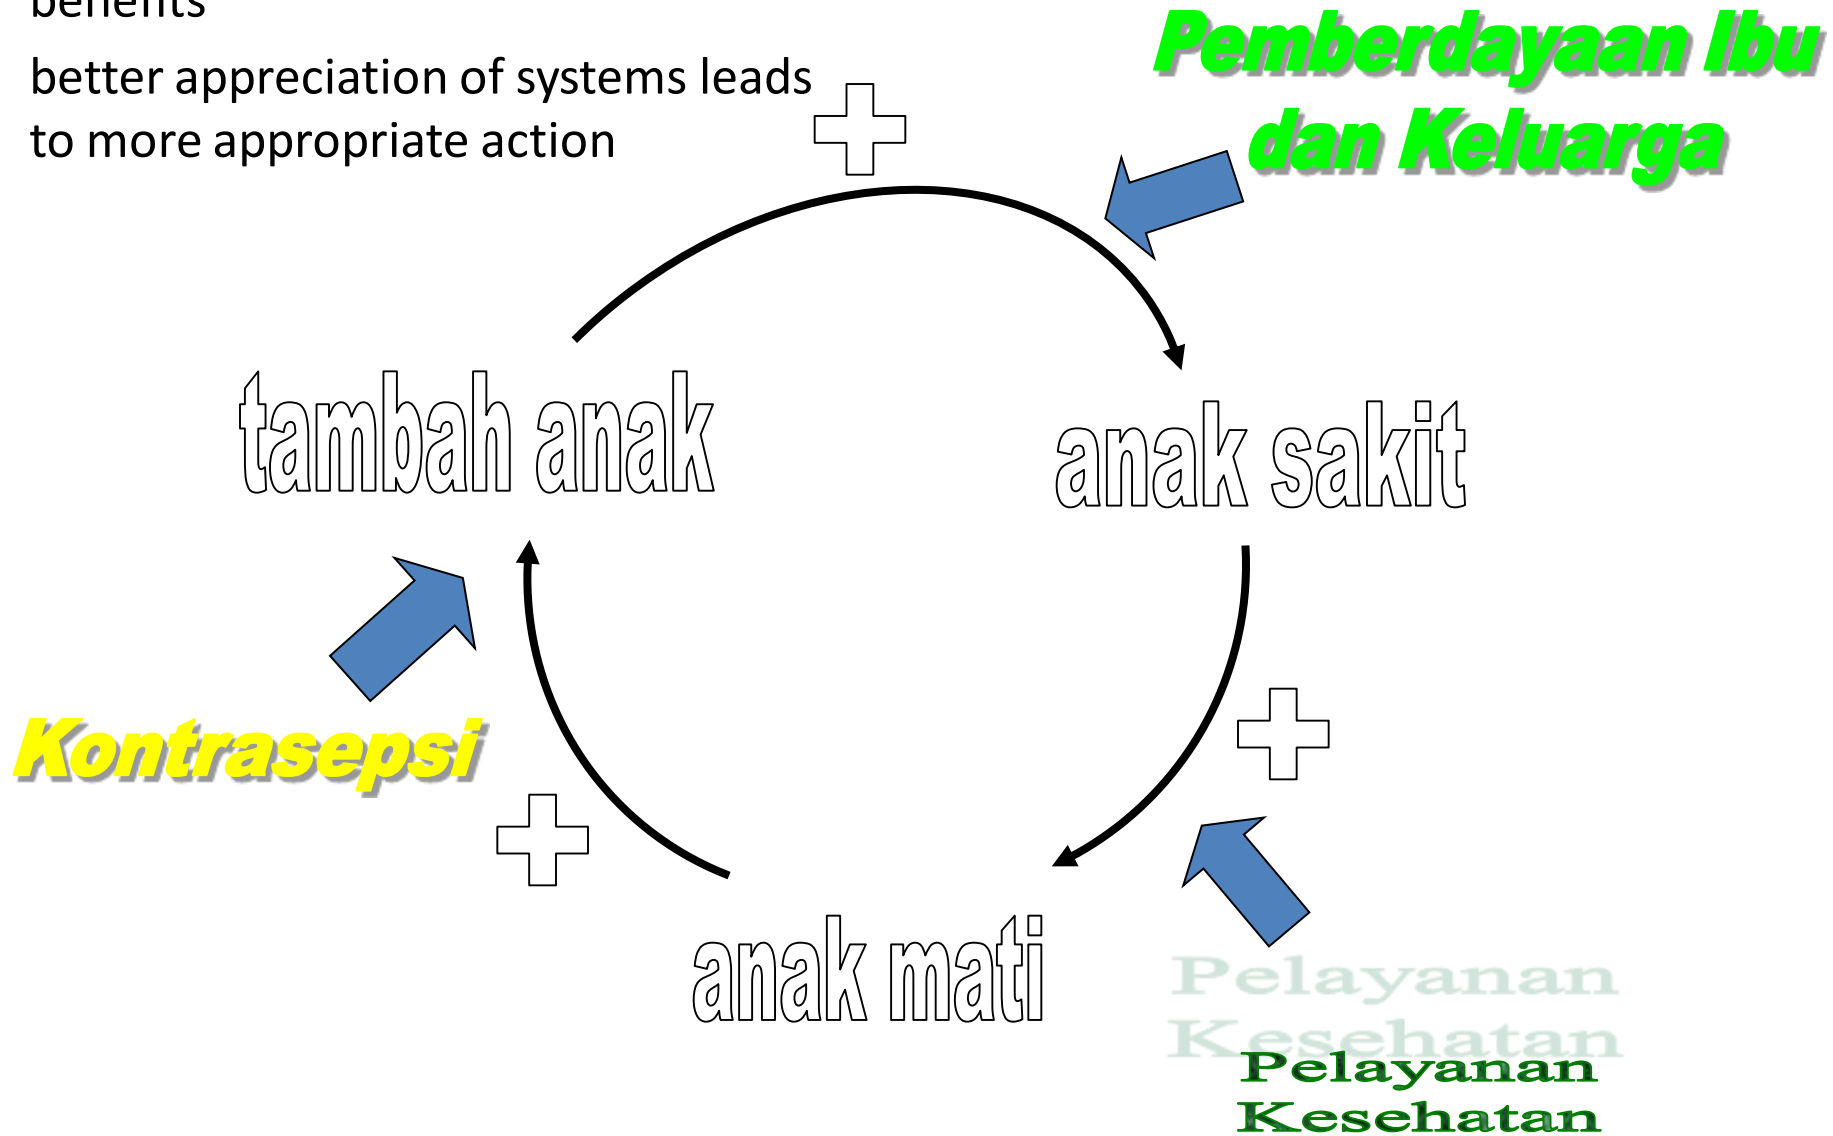 benefits
better appreciation of systems leads
to more appropriate action
Pemberdayaan Ibu
dan Keluarga
tambah anak
anak sakit
Kontrasepsi
anak mati
Pelayanan
Kesehatan
Pelayanan
Kesehatan